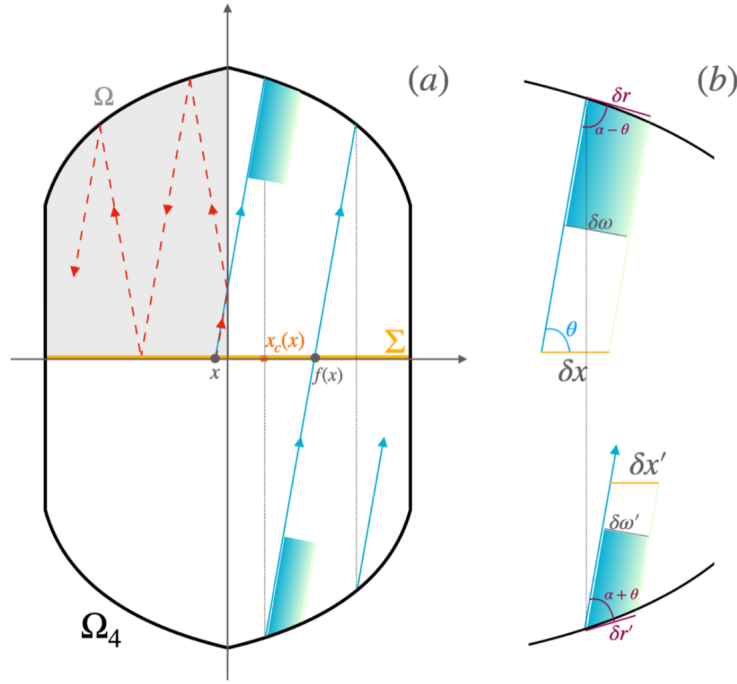 (a)
(b)
Ω
δr
α − θ
δω
θ
x_c(x)
Σ
x
f(x)
δx
δx′
δω′
α + θ
δr′
Ω₄